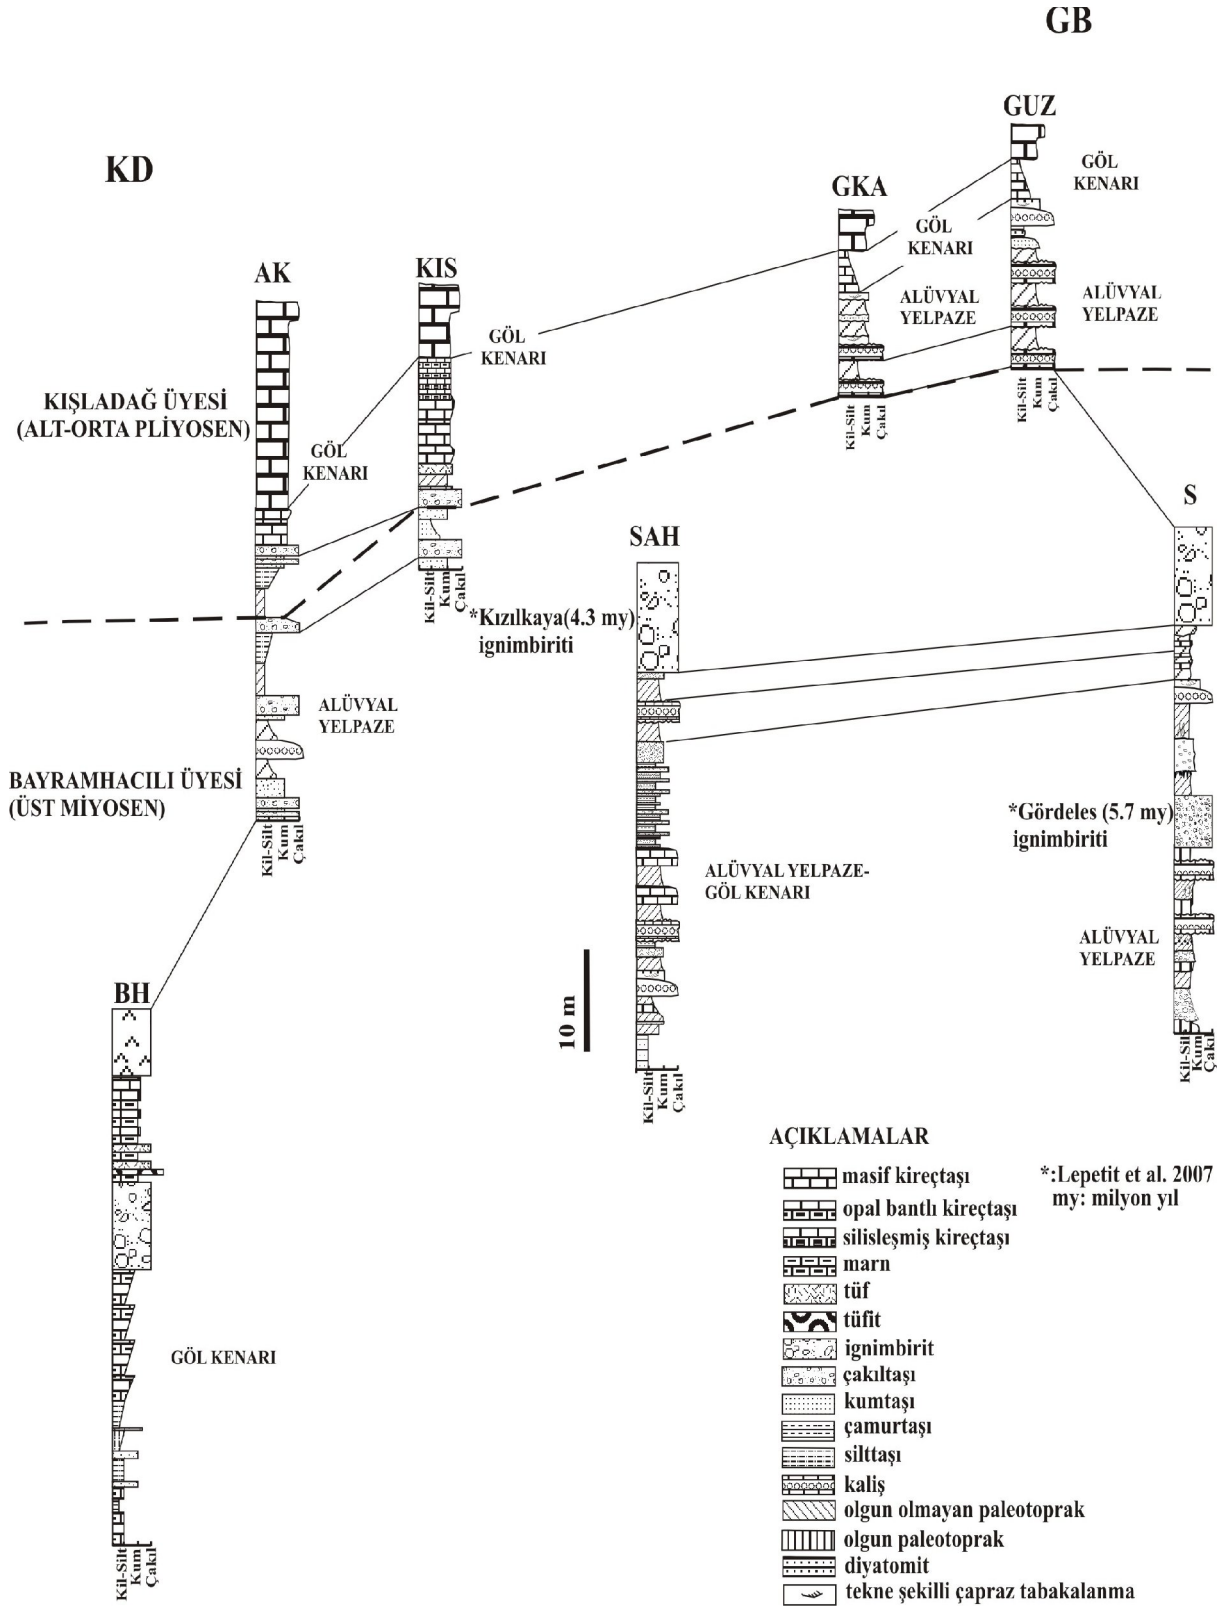 GB
GUZ
KD
GÖL
KENARI
GKA
GÖL
KENARI
AK
KIS
ALÜVYAL
YELPAZE
ALÜVYAL
YELPAZE
GÖL
KENARI
KIŞLADAĞ ÜYESİ
(ALT-ORTA PLİYOSEN)
GÖL
KENARI
Kil-Silt
Kum
Çakıl
Kil-Silt
Kum
Çakıl
S
SAH
Kil-Silt
Kum
Çakıl
*Kızılkaya(4.3 my)
ignimbiriti
ALÜVYAL
YELPAZE
BAYRAMHACILI ÜYESİ
(ÜST MİYOSEN)
*Gördeles (5.7 my)
ignimbiriti
Kil-Silt
Kum
Çakıl
ALÜVYAL YELPAZE-
GÖL KENARI
ALÜVYAL
YELPAZE
BH
10 m
Kil-Silt
Kum
Çakıl
Kil-Silt
Kum
Çakıl
AÇIKLAMALAR
masif kireçtaşı
*:Lepetit et al. 2007
my: milyon yıl
opal bantlı kireçtaşı
silisleşmiş kireçtaşı
marn
tüf
tüfit
ignimbirit
GÖL KENARI
çakıltaşı
kumtaşı
çamurtaşı
silttaşı
kaliş
olgun olmayan paleotoprak
olgun paleotoprak
diyatomit
tekne şekilli çapraz tabakalanma
Kil-Silt
Kum
Çakıl